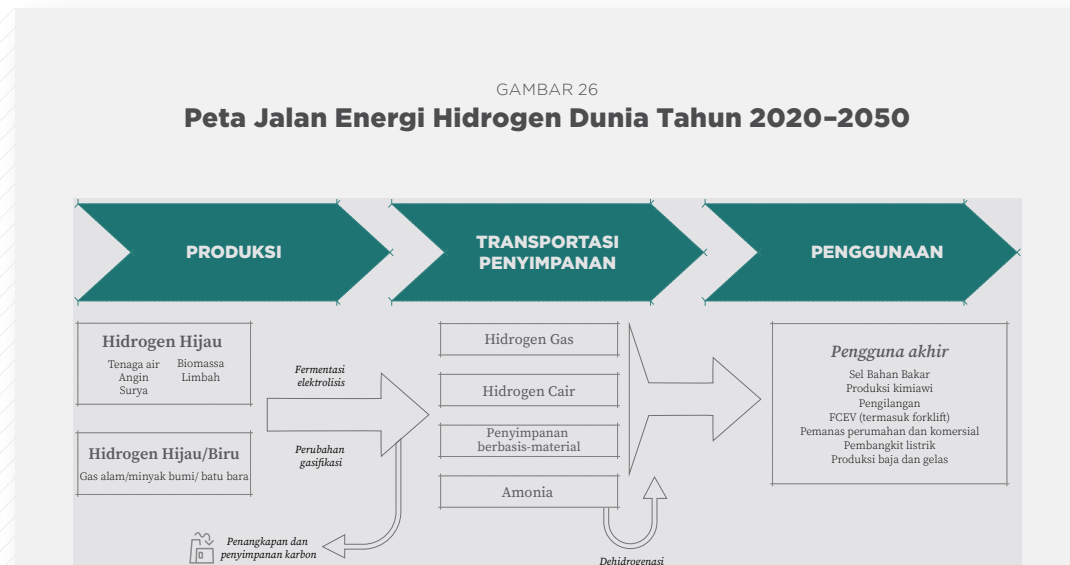 GAMBAR 26
Peta Jalan Energi Hidrogen Dunia Tahun 2020–2050
PRODUKSI
TRANSPORTASI
PENYIMPANAN
PENGGUNAAN
Hidrogen Hijau
Tenaga air
Angin
Surya
Biomassa
Limbah
Hidrogen Hijau/Biru
Gas alam/minyak bumi/ batu bara
Fermentasi
elektrolisis
Perubahan
gasifikasi
Penangkapan dan
penyimpanan karbon
Hidrogen Gas
Hidrogen Cair
Penyimpanan
berbasis-material
Amonia
Dehidrogenasi
Pengguna akhir
Sel Bahan Bakar
Produksi kimiawi
Pengilangan
FCEV (termasuk forklift)
Pemanas perumahan dan komersial
Pembangkit listrik
Produksi baja dan gelas